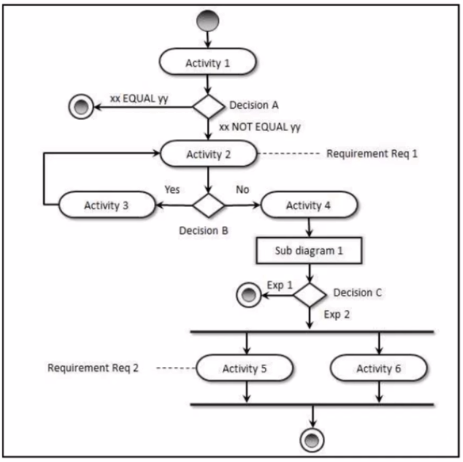 Activity 1
xx EQUAL yy
Decision A
xx NOT EQUAL yy
Activity 2
Requirement Req 1
Yes
No
Activity 3
Activity 4
Decision B
Sub diagram 1
Exp 1
Decision C
Exp 2
Requirement Req 2
Activity 5
Activity 6